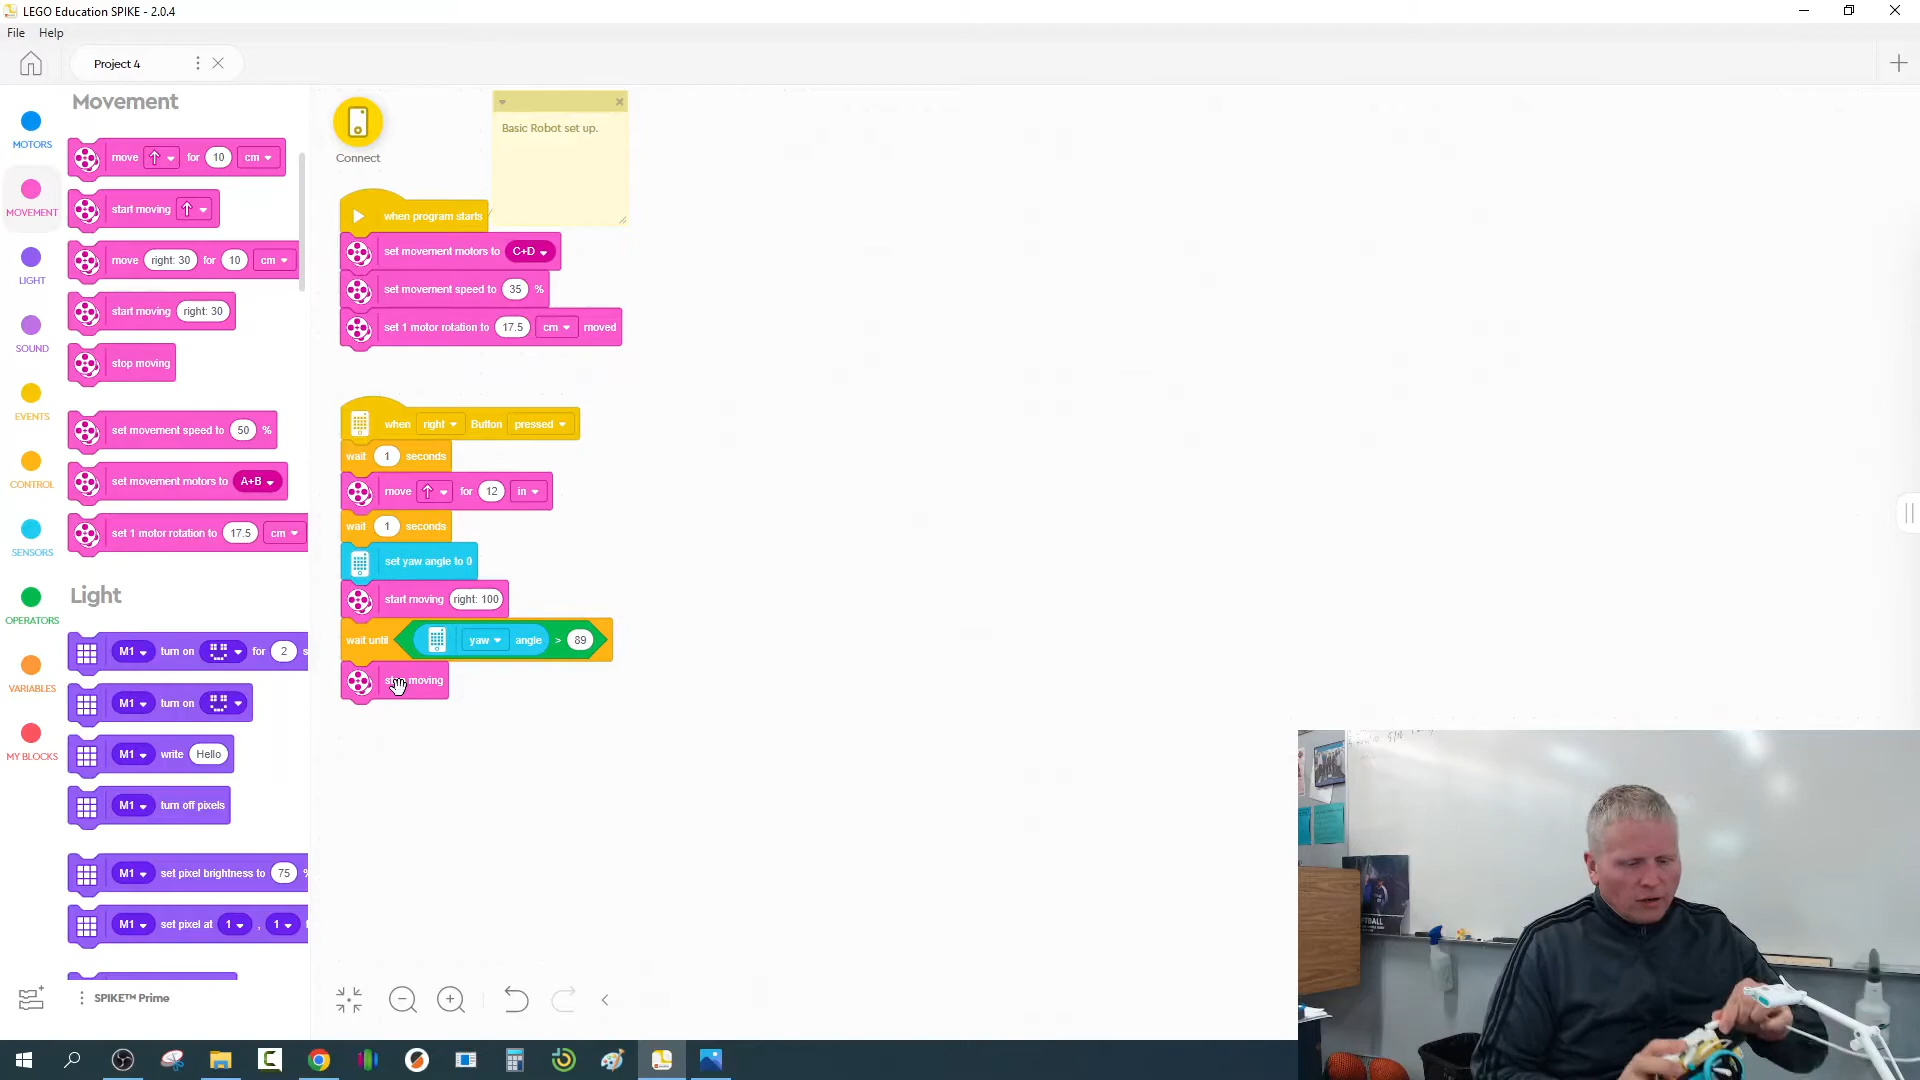 LEGO Education SPIKE - 2.0.4
File Help
Project 4
MOTORS
MOVEMENT
LIGHT
SOUND
EVENTS
CONTROL
SENSORS
OPERATORS
VARIABLES
MY BLOCKS
Movement
move for 10 cm
start moving
move right: 30 for 10 cm
start moving right: 30
stop moving
set movement speed to 50 %
set movement motors to A+B
set 1 motor rotation to 17.5 cm
Light
M1 turn on for 2 s
M1 turn on
M1 write Hello
M1 turn off pixels
M1 set pixel brightness to 75 %
M1 set pixel at 1 , 1
SPIKE™ Prime
Connect
Basic Robot set up.
when program starts
set movement motors to C+D
set movement speed to 35 %
set 1 motor rotation to 17.5 cm moved
when right Button pressed
wait 1 seconds
move for 12 in
wait 1 seconds
set yaw angle to 0
start moving right: 100
wait until yaw angle > 89
moving